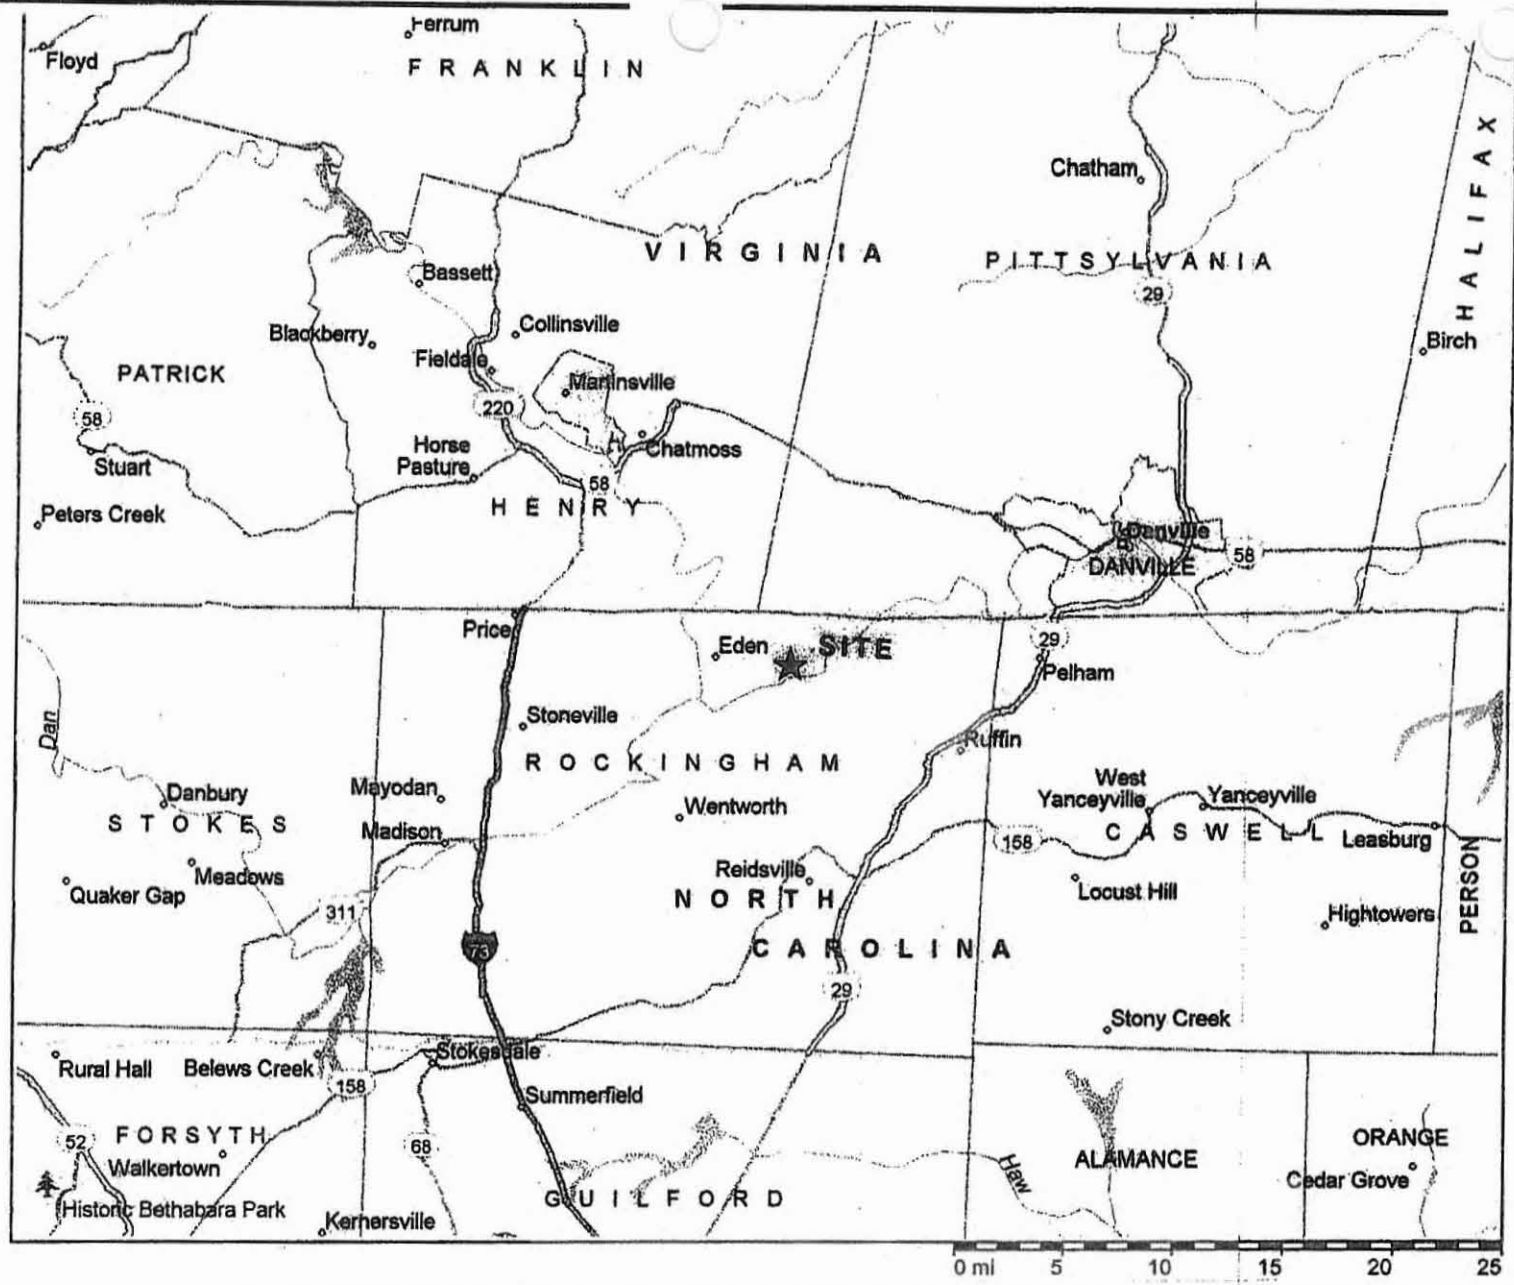 Ferrum
Floyd
FRANKLIN
HALIFAX
Chatham
VIRGINIA
PITTSYLVANIA
Bassett
29
Collinsville
Blackberry
Birch
Fieldale
PATRICK
Martinsville
220
58
Horse
Pasture
Chatmoss
Stuart
58
HENRY
Peters Creek
Danville
58
DANVILLE
Price
29
Eden
SITE
Pelham
Stoneville
Dan
Ruffin
ROCKINGHAM
West
Yanceyville
Mayodan
Danbury
Yanceyville
Wentworth
STOKES
Madison
CASWELL
158
Leasburg
Reidsville
Meadows
Quaker Gap
Locust Hill
NORTH
PERSON
311
Hightowers
73
CAROLINA
29
Stony Creek
Stokesdale
Rural Hall
Belews Creek
158
Summerfield
FORSYTH
52
68
ORANGE
Walkertown
Haw
ALAMANCE
Cedar Grove
GUILFORD
Historic Bethabara Park
Kernersville
0 mi 5 10 15 20 25